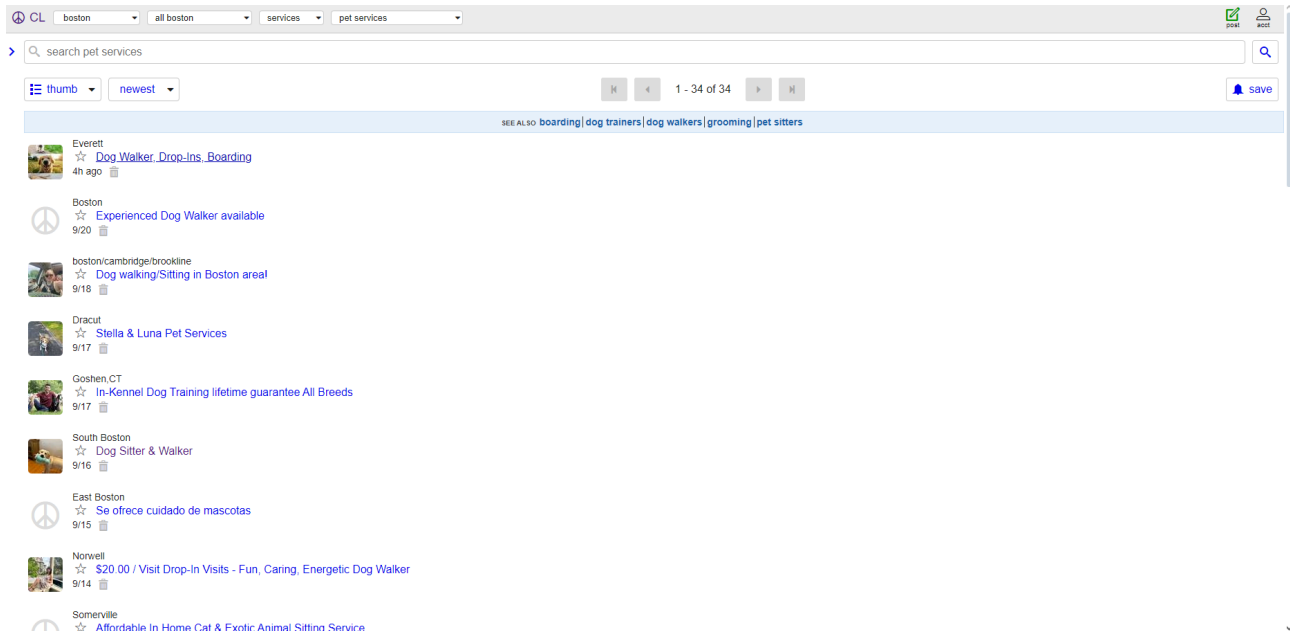 CL boston all boston services pet services post acct
search pet services
thumb newest 1 - 34 of 34 save
SEE ALSO boarding| dog trainers| dog walkers| grooming| pet sitters
Everett
Dog Walker, Drop-Ins, Boarding
4h ago
Boston
Experienced Dog Walker available
9/20
boston/cambridge/brookline
Dog walking/Sitting in Boston area!
9/18
Dracut
Stella & Luna Pet Services
9/17
Goshen,CT
In-Kennel Dog Training lifetime guarantee All Breeds
9/17
South Boston
Dog Sitter & Walker
9/16
East Boston
Se ofrece cuidado de mascotas
9/15
Norwell
$20.00 / Visit Drop-In Visits - Fun, Caring, Energetic Dog Walker
9/14
Somerville
Affordable In Home Cat & Exotic Animal Sitting Service